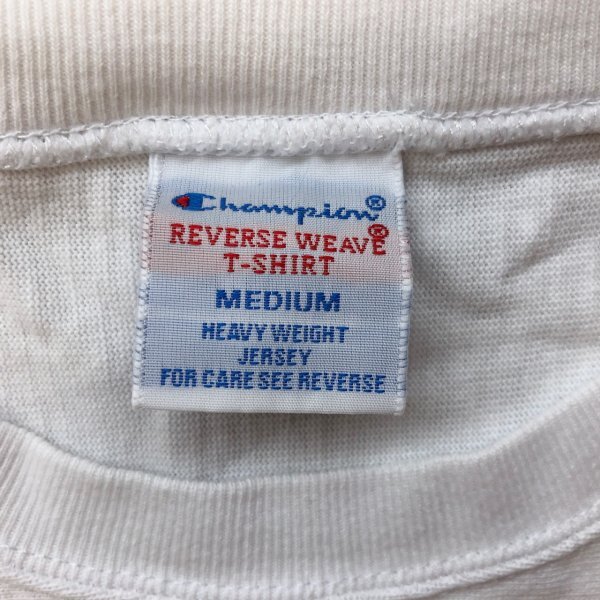 Champion®
REVERSE WEAVE®
T-SHIRT
MEDIUM
HEAVY WEIGHT
JERSEY
FOR CARE SEE REVERSE